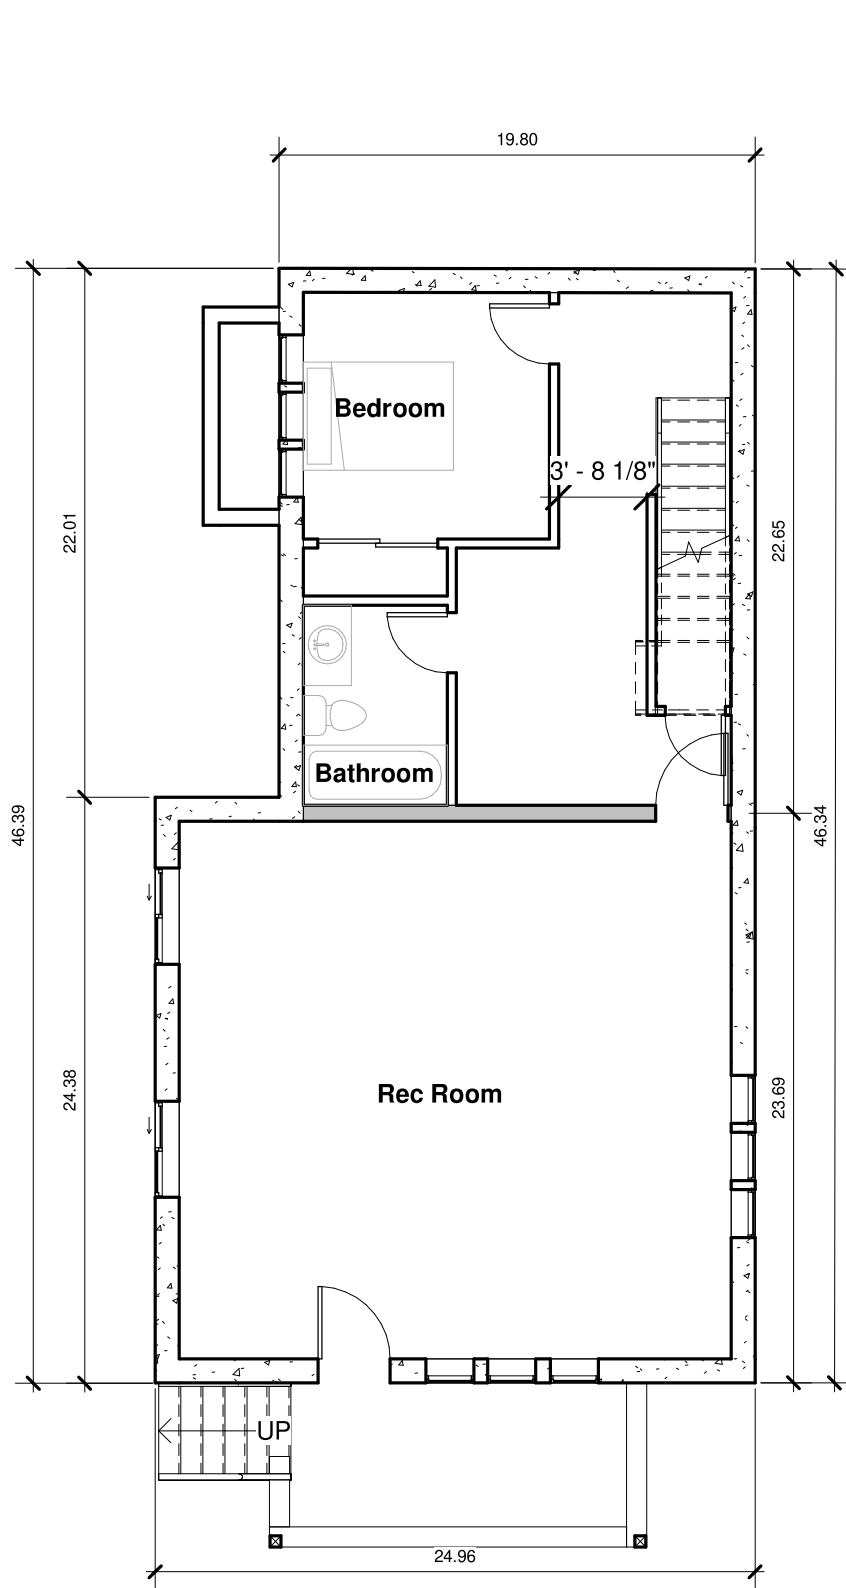 19.80
Bedroom
3' - 8 1/8"
22.01
22.65
Bathroom
46.39
46.34
Rec Room
24.38
23.69
UP
24.96